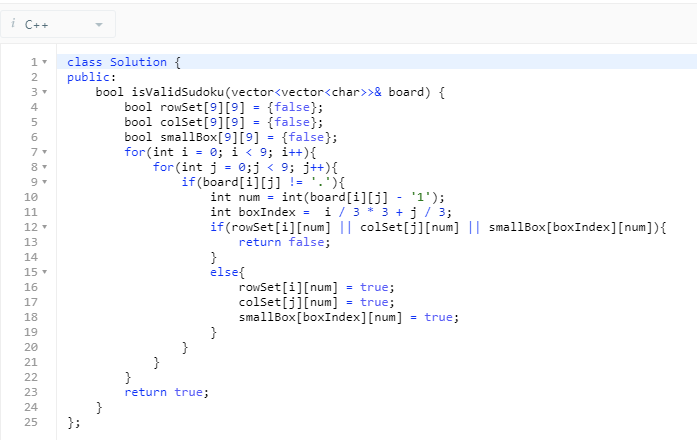 i C++
1 class Solution {
2 public:
3     bool isValidSudoku(vector<vector<char>>& board) {
4         bool rowSet[9][9] = {false};
5         bool colSet[9][9] = {false};
6         bool smallBox[9][9] = {false};
7         for(int i = 0; i < 9; i++){
8             for(int j = 0;j < 9; j++){
9                 if(board[i][j] != '.'){
10                     int num = int(board[i][j] - '1');
11                     int boxIndex =  i / 3 * 3 + j / 3;
12                     if(rowSet[i][num] || colSet[j][num] || smallBox[boxIndex][num]){
13                         return false;
14                     }
15                     else{
16                         rowSet[i][num] = true;
17                         colSet[j][num] = true;
18                         smallBox[boxIndex][num] = true;
19                     }
20                 }
21             }
22         }
23         return true;
24     }
25 };